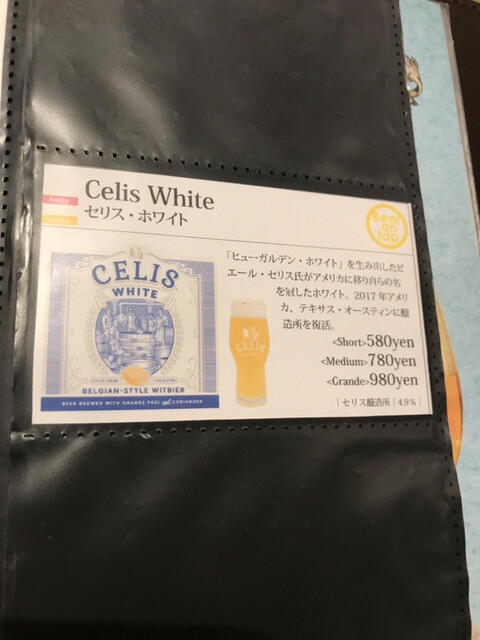 Fruity
Celis White
セリス・ホワイト
Beer
on
tap
「ヒューガルデン・ホワイト」を生み出したピ
エール・セリス氏がアメリカに移り自らの名
を冠したホワイト。2017年アメリ
カ、テキサス・オースティンに醸
造所を復活。
CELIS
WHITE
BELGIAN-STYLE WITBIER
BEER BREWED WITH ORANGE PEEL and CORIANDER
CELIS
<Short>580yen
<Medium>780yen
<Grande>980yen
| セリス醸造所 | 4.9% |